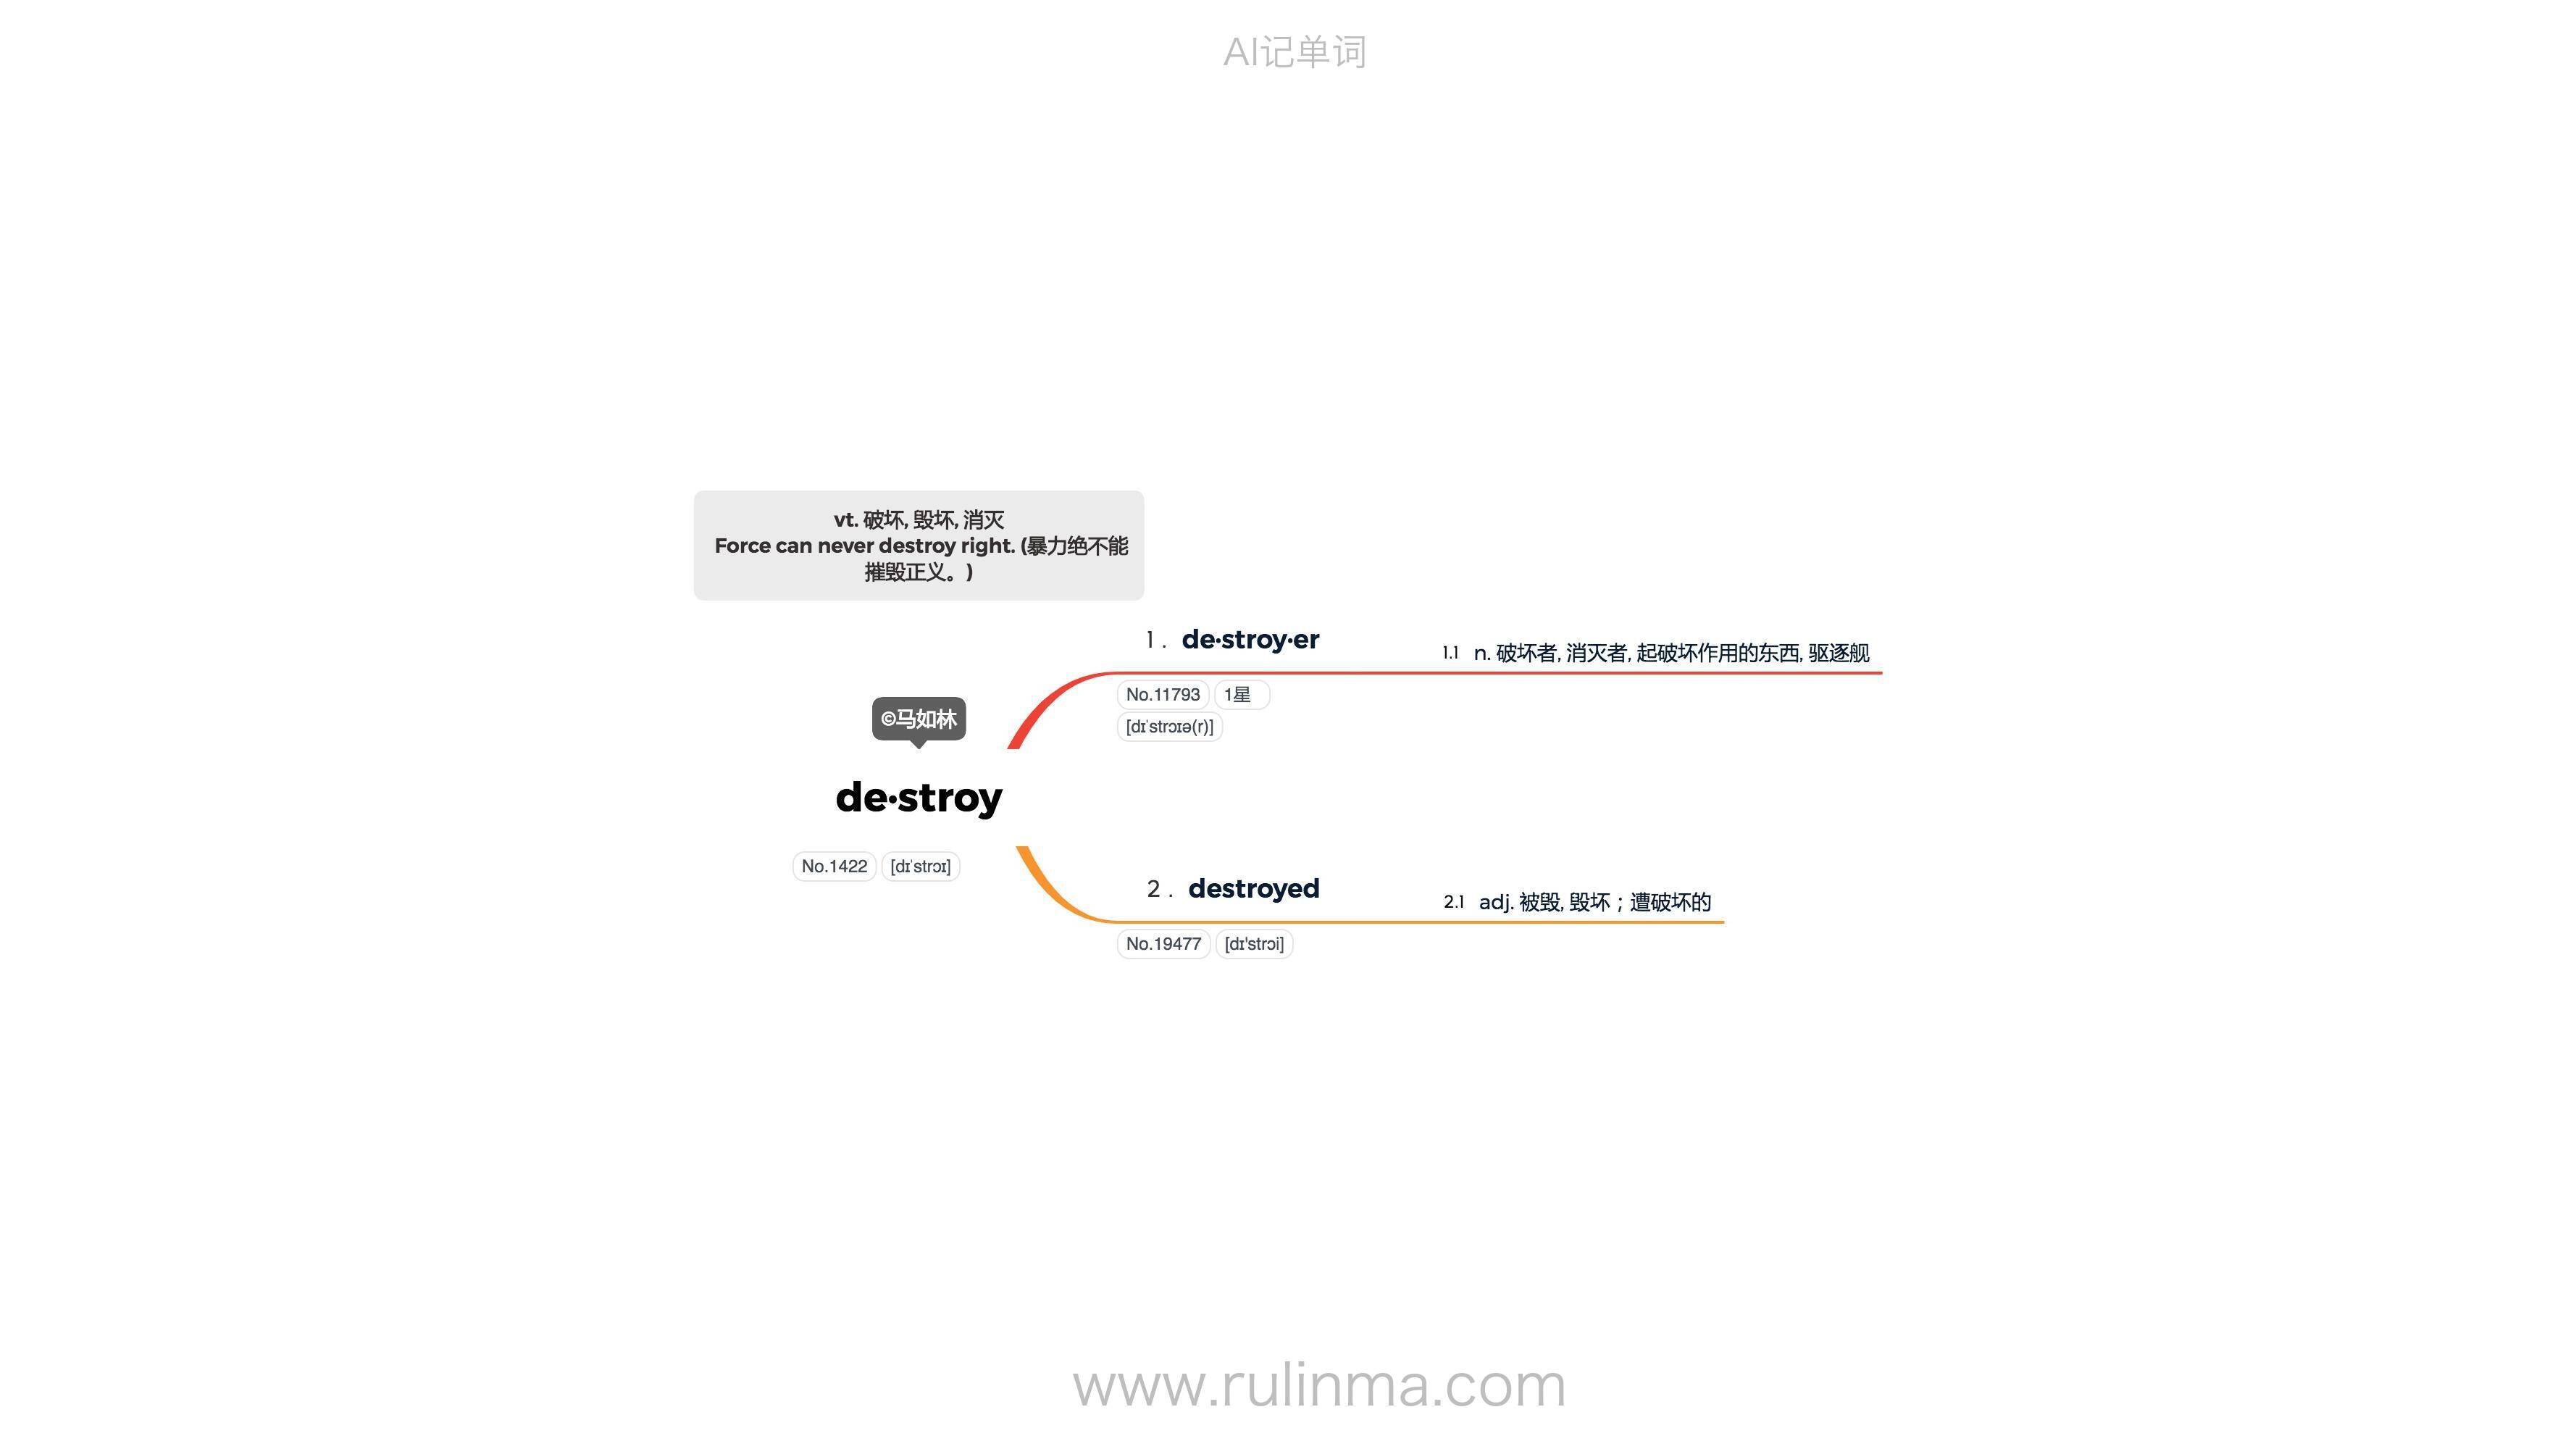 AI记单词
vt. 破坏, 毁坏, 消灭
Force can never destroy right. (暴力绝不能
摧毁正义。)
1. de·stroy·er
1.1 n. 破坏者, 消灭者, 起破坏作用的东西, 驱逐舰
No.11793 1星
[dɪˈstrɔɪə(r)]
©马如林
de·stroy
No.1422 [dɪˈstrɔɪ]
2. destroyed
2.1 adj. 被毁, 毁坏；遭破坏的
No.19477 [dɪ'strɔi]
www.rulinma.com